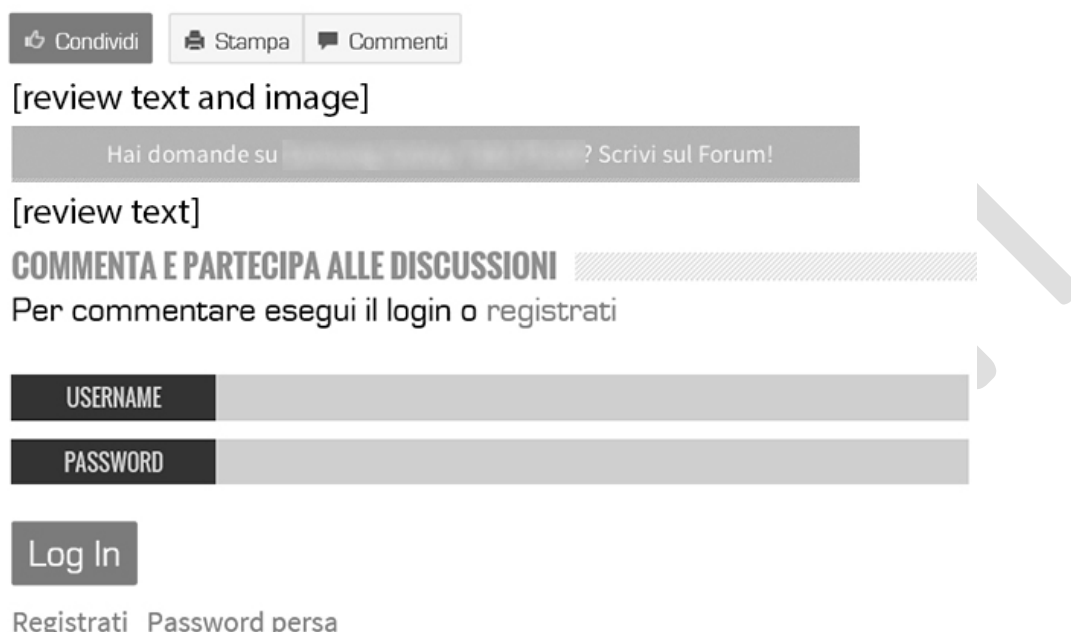 Condividi Stampa Commenti
[review text and image]
Hai domande su ? Scrivi sul Forum!
[review text]
COMMENTA E PARTECIPA ALLE DISCUSSIONI
Per commentare esegui il login o registrati
USERNAME
PASSWORD
Log In
Registrati Password persa